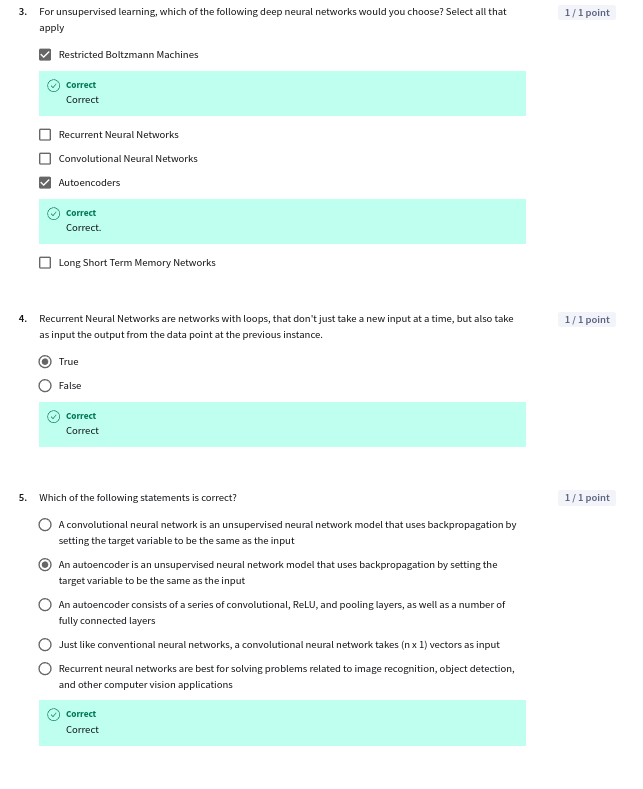 3. For unsupervised learning, which of the following deep neural networks would you choose? Select all that 1 / 1 point
apply
Restricted Boltzmann Machines
Correct
Correct
Recurrent Neural Networks
Convolutional Neural Networks
Autoencoders
Correct
Correct.
Long Short Term Memory Networks
4. Recurrent Neural Networks are networks with loops, that don't just take a new input at a time, but also take 1 / 1 point
as input the output from the data point at the previous instance.
True
False
Correct
Correct
5. Which of the following statements is correct? 1 / 1 point
A convolutional neural network is an unsupervised neural network model that uses backpropagation by
setting the target variable to be the same as the input
An autoencoder is an unsupervised neural network model that uses backpropagation by setting the
target variable to be the same as the input
An autoencoder consists of a series of convolutional, ReLU, and pooling layers, as well as a number of
fully connected layers
Just like conventional neural networks, a convolutional neural network takes (n x 1) vectors as input
Recurrent neural networks are best for solving problems related to image recognition, object detection,
and other computer vision applications
Correct
Correct